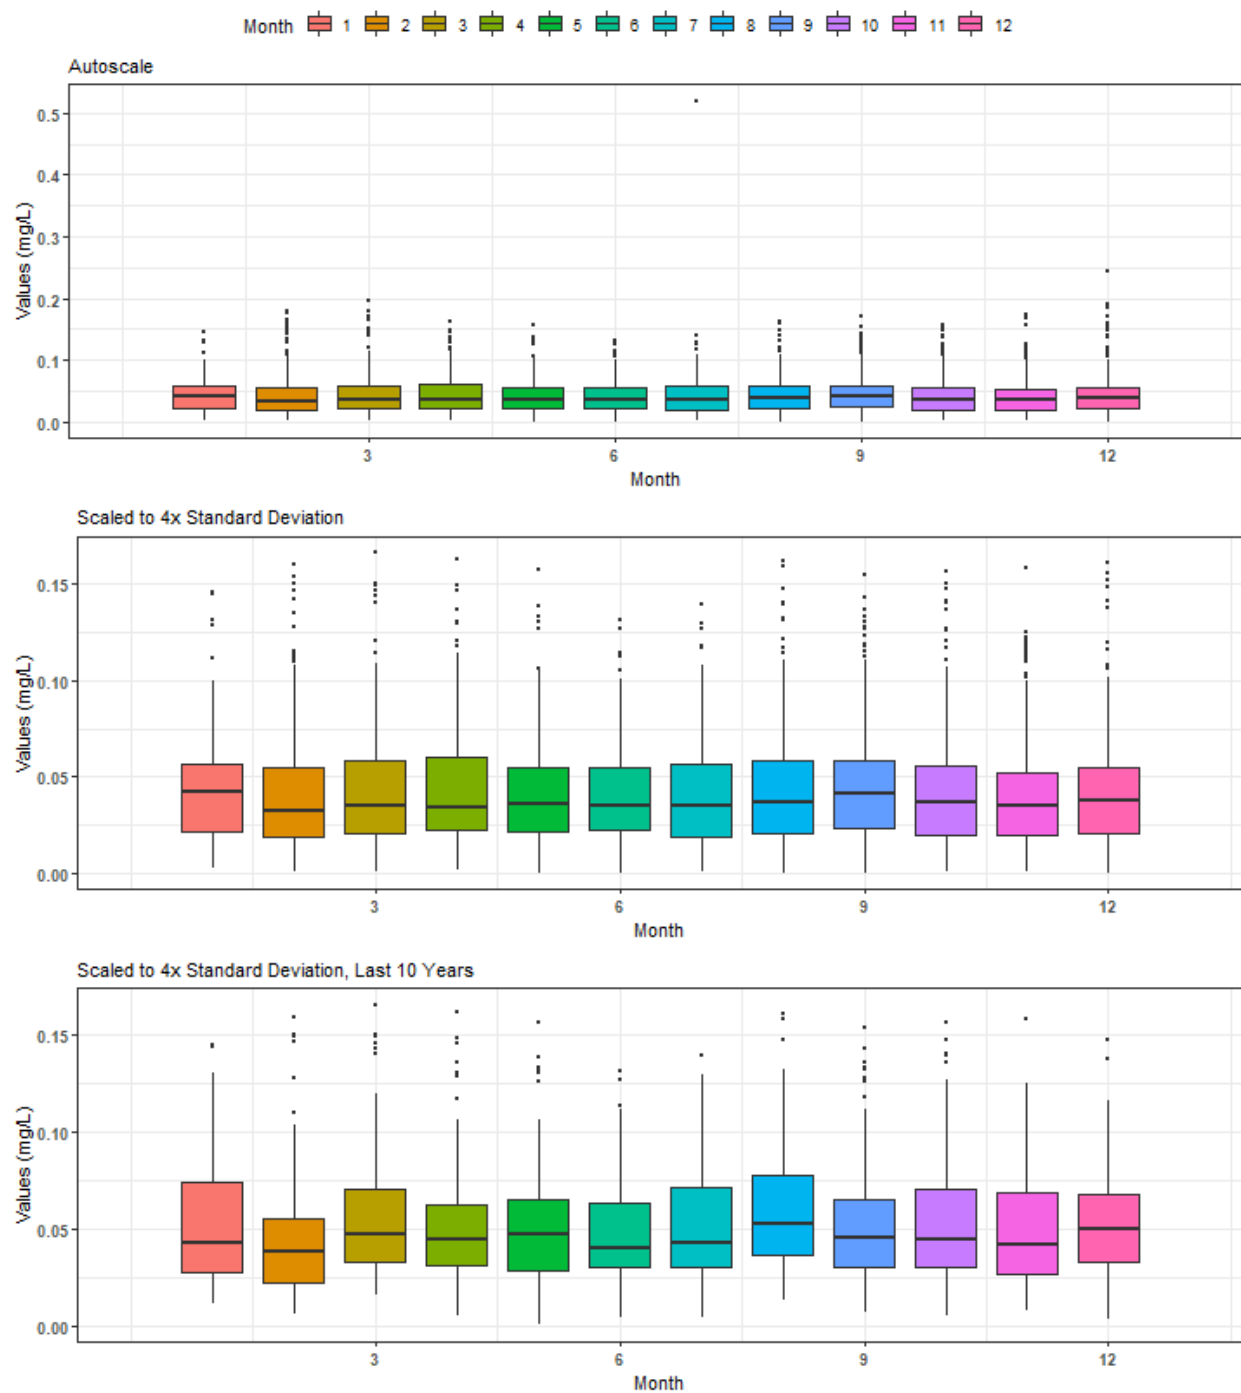 Month 1 2 3 4 5 6 7 8 9 10 11 12
Autoscale
Values (mg/L)
0.5
0.4
0.3
0.2
0.1
0.0
3 6 9 12
Month
Scaled to 4x Standard Deviation
Values (mg/L)
0.15
0.10
0.05
0.00
3 6 9 12
Month
Scaled to 4x Standard Deviation, Last 10 Years
Values (mg/L)
0.15
0.10
0.05
0.00
3 6 9 12
Month